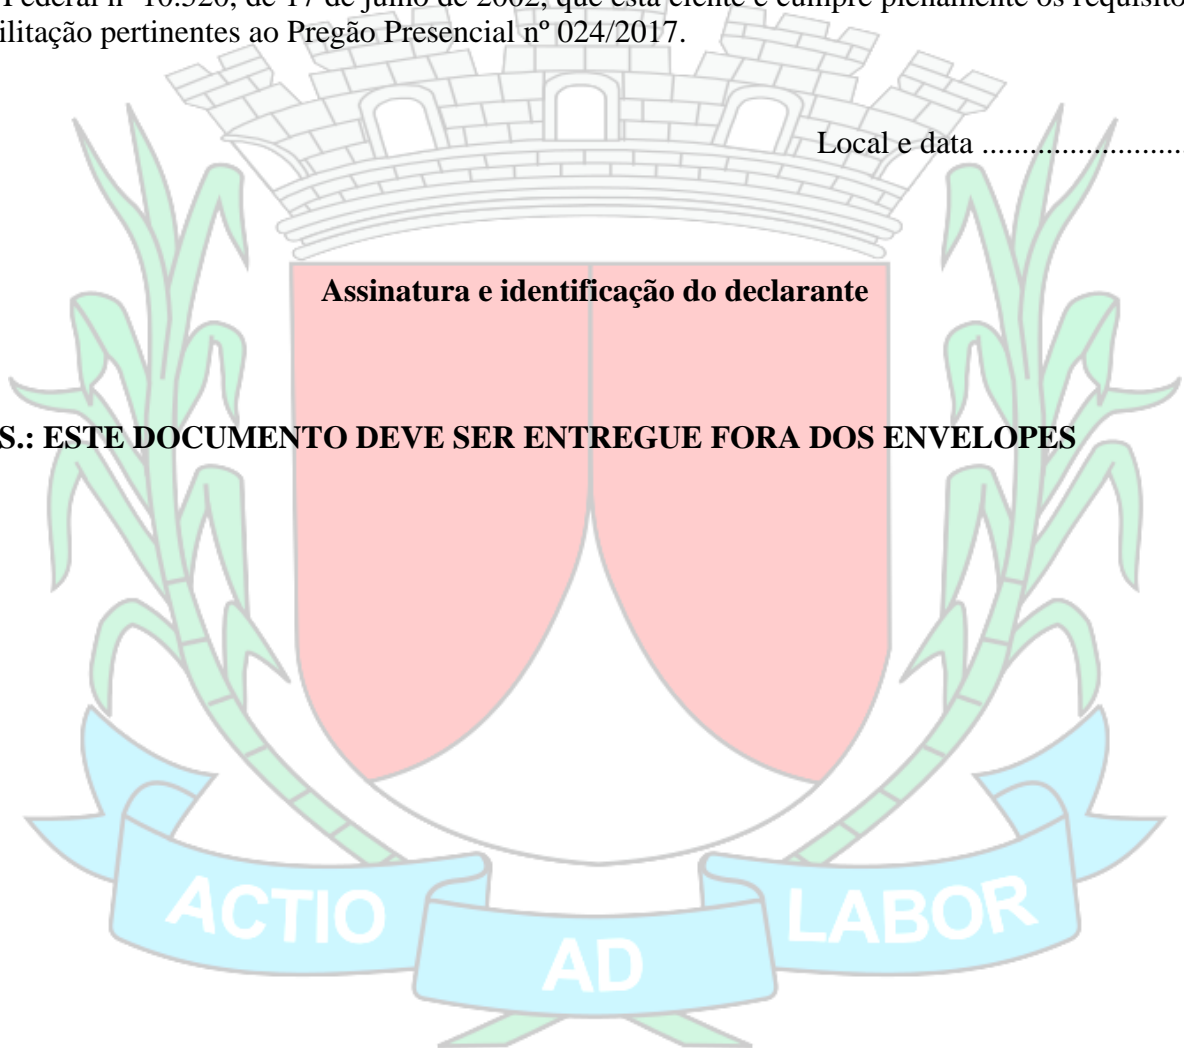 Federal nº 10.520, de 17 de julho de 2002, que está ciente e cumpre plenamente os requisito
ilitação pertinentes ao Pregão Presencial nº 024/2017.
Local e data ..........................
Assinatura e identificação do declarante
S.: ESTE DOCUMENTO DEVE SER ENTREGUE FORA DOS ENVELOPES
ACTIO
AD
LABOR